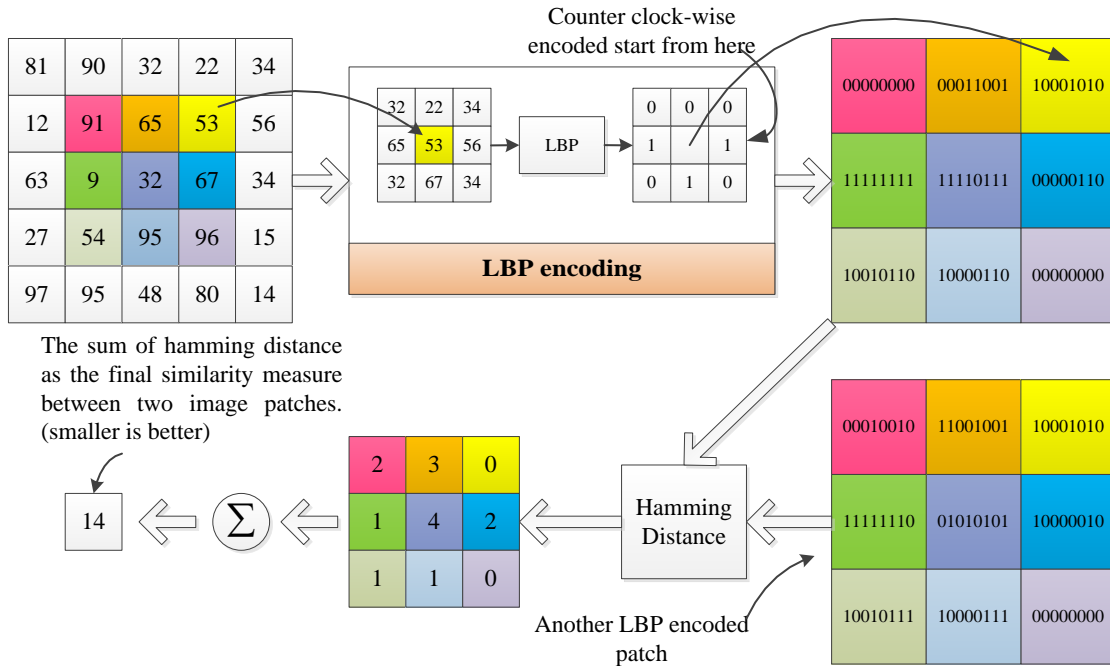 Counter clock-wise
encoded start from here
81 90 32 22 34
12 91 65 53 56
63 9 32 67 34
27 54 95 96 15
97 95 48 80 14
32 22 34
65 53 56
32 67 34
LBP
0 0 0
1 1
0 1 0
LBP encoding
00000000 00011001 10001010
11111111 11110111 00000110
10010110 10000110 00000000
The sum of hamming distance
as the final similarity measure
between two image patches.
(smaller is better)
14
Σ
2 3 0
1 4 2
1 1 0
Hamming
Distance
00010010 11001001 10001010
11111110 01010101 10000010
10010111 10000111 00000000
Another LBP encoded
patch